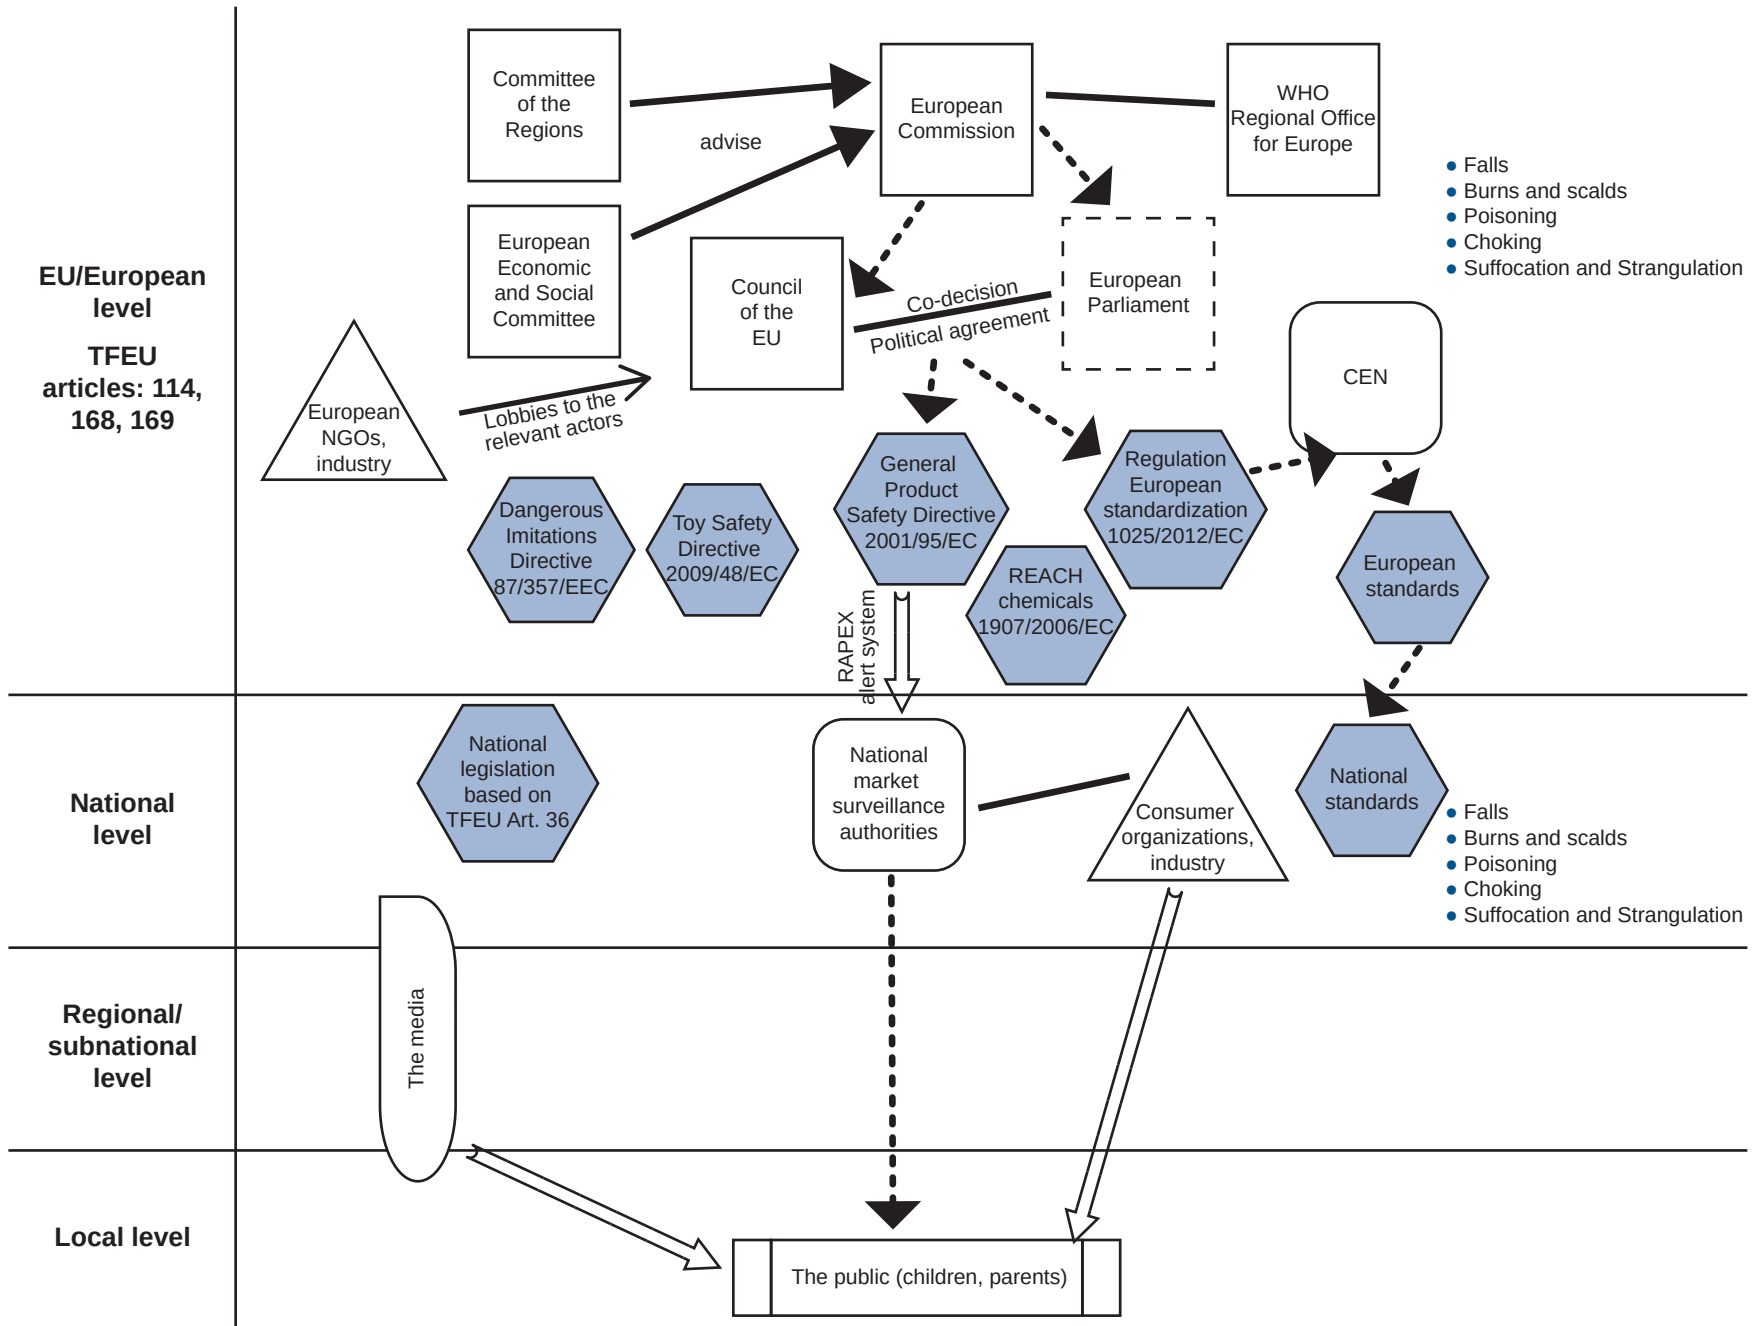 Committee
of the
Regions
European
Commission
WHO
Regional Office
for Europe
advise
Falls
Burns and scalds
Poisoning
Choking
Suffocation and Strangulation
EU/European
level
TFEU
articles: 114,
168, 169
European
Economic
and Social
Committee
Council
of the
EU
Co-decision
Political agreement
European
Parliament
CEN
European
NGOs,
industry
Lobbies to the
relevant actors
Dangerous
Imitations
Directive
87/357/EEC
Toy Safety
Directive
2009/48/EC
General
Product
Safety Directive
2001/95/EC
Regulation
European
standardization
1025/2012/EC
REACH
chemicals
1907/2006/EC
European
standards
RAPEX
alert system
National
level
National
legislation
based on
TFEU Art. 36
National
market
surveillance
authorities
Consumer
organizations,
industry
National
standards
Falls
Burns and scalds
Poisoning
Choking
Suffocation and Strangulation
Regional/
subnational
level
The media
Local level
The public (children, parents)